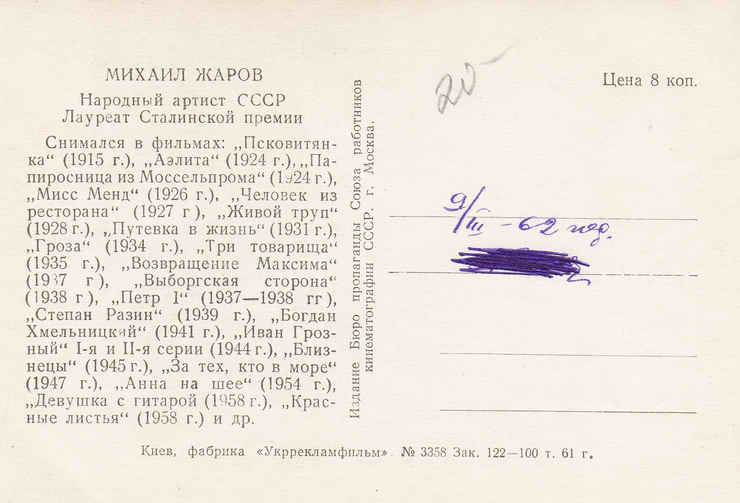 МИХАИЛ ЖАРОВ
Народный артист СССР
Лауреат Сталинской премии
Снимался в фильмах: „Псковитян-
ка“ (1915 г.), „Аэлита“ (1924 г.), „Па-
пиросница из Моссельпрома“ (1924 г.),
„Мисс Менд“ (1926 г.), „Человек из
ресторана“ (1927 г), „Живой труп“
(1928 г.), „Путевка в жизнь“ (1931 г.),
„Гроза“ (1934 г.), „Три товарища“
(1935 г.), „Возвращение Максима“
(1937 г), „Выборгская сторона“
(1938 г), „Петр 1“ (1937—1938 гг),
„Степан Разин“ (1939 г.), „Богдан
Хмельницкий“ (1941 г.), „Иван Гроз-
ный“ I-я и II-я серии (1944 г.), „Близ-
нецы“ (1945 г.), „За тех, кто в море“
(1947 г.), „Анна на шее“ (1954 г.),
„Девушка с гитарой (1958 г.), „Крас-
ные листья“ (1958 г.) и др.
Издание Бюро пропаганды Союза работников
кинематографии СССР. г. Москва.
20-
Цена 8 коп.
9/III - 62 год.
Киев, фабрика «Укррекламфильм». № 3358 Зак. 122—100 т. 61 г.